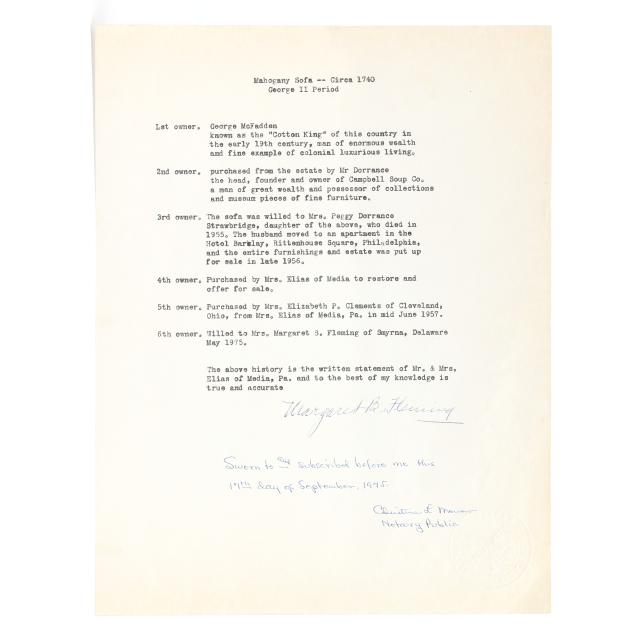 Mahogany Sofa -- Circa 1740
George II Period
1st owner. George McFadden
known as the "Cotton King" of this country in
the early 19th century, man of enormous wealth
and fine example of colonial luxurious living.
2nd owner. purchased from the estate by Mr Dorrance
the head, founder and owner of Campbell Soup Co.
a man of great wealth and possessor of collections
and museum pieces of fine furniture.
3rd owner. The sofa was willed to Mrs. Peggy Dorrance
Strawbridge, daughter of the above, who died in
1955. The husband moved to an apartment in the
Hotel Barklay, Rittenhouse Square, Philadelphia,
and the entire furnishings and estate was put up
for sale in late 1956.
4th owner. Purchased by Mrs. Elias of Media to restore and
offer for sale.
5th owner. Purchased by Mrs. Elizabeth P. Clements of Cleveland,
Ohio, from Mrs. Elias of Media, Pa. in mid June 1957.
6th owner. Willed to Mrs. Margaret B. Fleming of Smyrna, Delaware
May 1975.
The above history is the written statement of Mr. & Mrs.
Elias of Media, Pa. and to the best of my knowledge is
true and accurate
Margaret B. Fleming
Sworn to and subscribed before me this
17th day of September, 1975.
Christine L
Notary Public